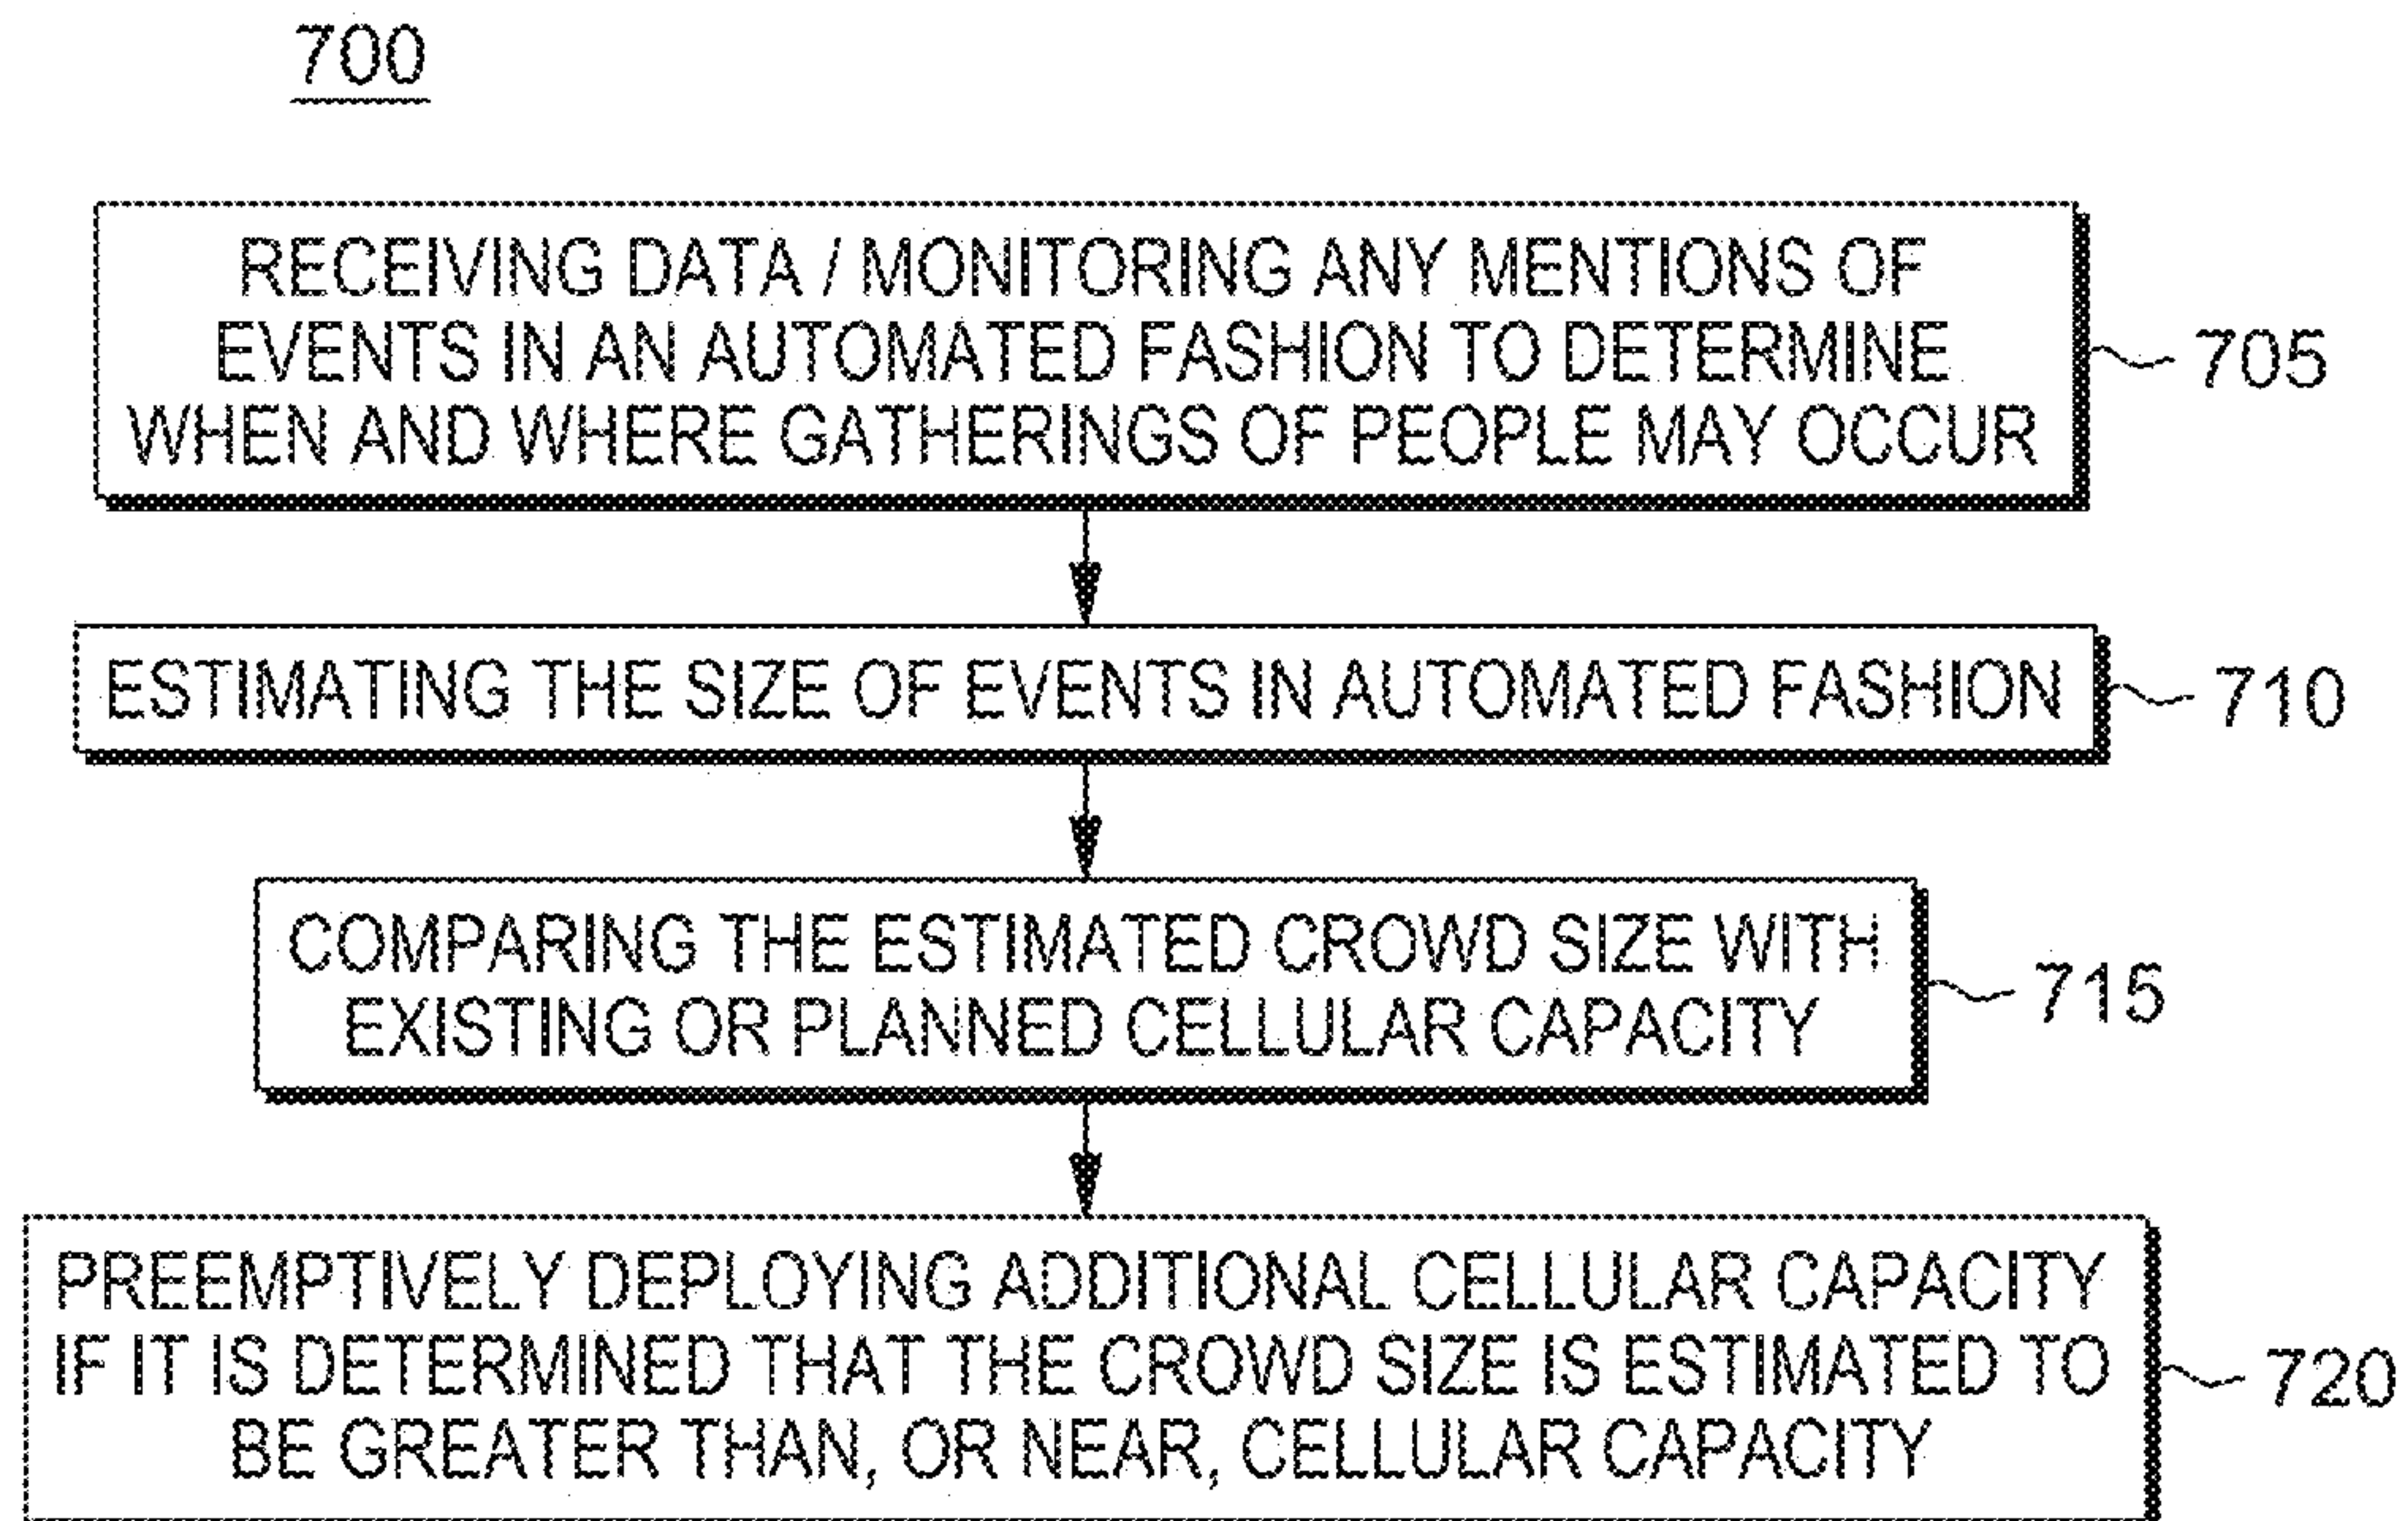 700
RECEIVING DATA / MONITORING ANY MENTIONS OF
EVENTS IN AN AUTOMATED FASHION TO DETERMINE
WHEN AND WHERE GATHERINGS OF PEOPLE MAY OCCUR
705
ESTIMATING THE SIZE OF EVENTS IN AUTOMATED FASHION
710
COMPARING THE ESTIMATED CROWD SIZE WITH
EXISTING OR PLANNED CELLULAR CAPACITY
715
PREEMPTIVELY DEPLOYING ADDITIONAL CELLULAR CAPACITY
IF IT IS DETERMINED THAT THE CROWD SIZE IS ESTIMATED TO
BE GREATER THAN, OR NEAR, CELLULAR CAPACITY
720